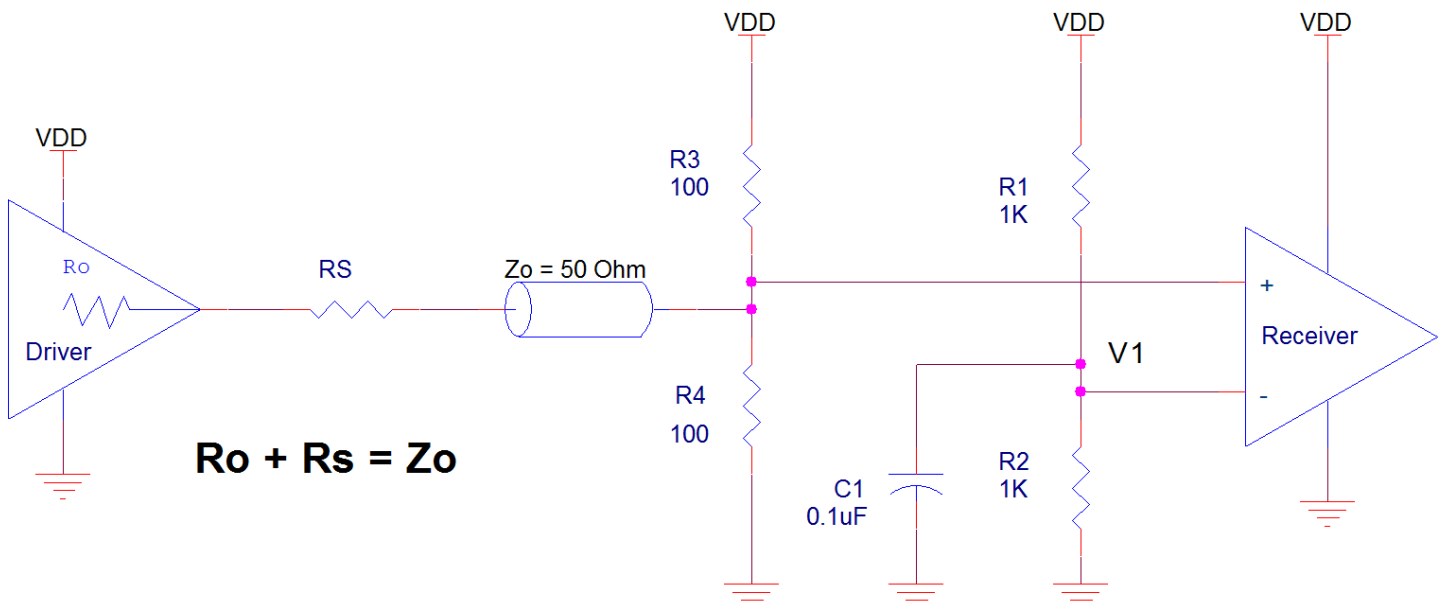 VDD
VDD
VDD
VDD
R3
100
R1
1K
Ro
RS
Zo = 50 Ohm
+
Driver
Receiver
V1
-
R4
100
Ro + Rs = Zo
R2
1K
C1
0.1uF